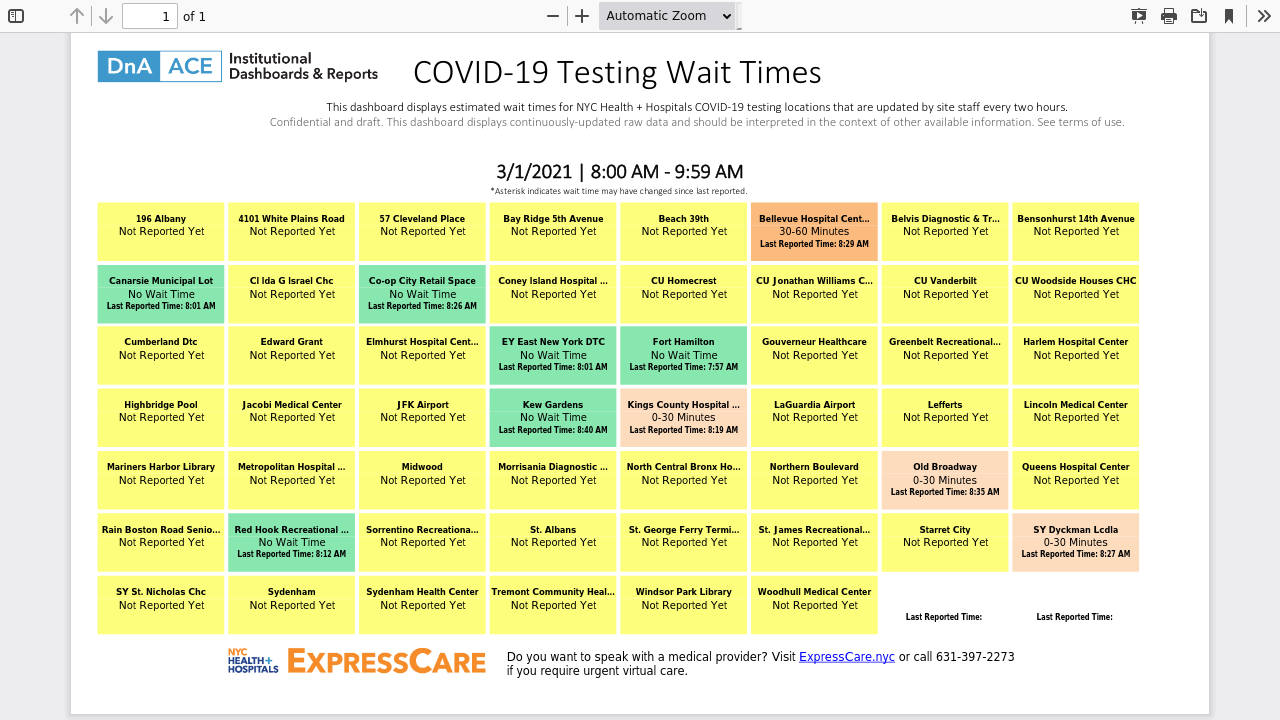 1
of 1
Automatic Zoom
DnA ACE Institutional
Dashboards & Reports
COVID-19 Testing Wait Times
This dashboard displays estimated wait times for NYC Health + Hospitals COVID-19 testing locations that are updated by site staff every two hours.
Confidential and draft. This dashboard displays continuously-updated raw data and should be interpreted in the context of other available information. See terms of use.
3/1/2021 | 8:00 AM - 9:59 AM
*Asterisk indicates wait time may have changed since last reported.
196 Albany
Not Reported Yet
4101 White Plains Road
Not Reported Yet
57 Cleveland Place
Not Reported Yet
Bay Ridge 5th Avenue
Not Reported Yet
Beach 39th
Not Reported Yet
Bellevue Hospital Cent...
30-60 Minutes
Last Reported Time: 8:29 AM
Belvis Diagnostic & Tr...
Not Reported Yet
Bensonhurst 14th Avenue
Not Reported Yet
Canarsie Municipal Lot
No Wait Time
Last Reported Time: 8:01 AM
Cl Ida G Israel Chc
Not Reported Yet
Co-op City Retail Space
No Wait Time
Last Reported Time: 8:26 AM
Coney Island Hospital ...
Not Reported Yet
CU Homecrest
Not Reported Yet
CU Jonathan Williams C...
Not Reported Yet
CU Vanderbilt
Not Reported Yet
CU Woodside Houses CHC
Not Reported Yet
Cumberland Dtc
Not Reported Yet
Edward Grant
Not Reported Yet
Elmhurst Hospital Cent...
Not Reported Yet
EY East New York DTC
No Wait Time
Last Reported Time: 8:01 AM
Fort Hamilton
No Wait Time
Last Reported Time: 7:57 AM
Gouverneur Healthcare
Not Reported Yet
Greenbelt Recreational...
Not Reported Yet
Harlem Hospital Center
Not Reported Yet
Highbridge Pool
Not Reported Yet
Jacobi Medical Center
Not Reported Yet
JFK Airport
Not Reported Yet
Kew Gardens
No Wait Time
Last Reported Time: 8:40 AM
Kings County Hospital ...
0-30 Minutes
Last Reported Time: 8:19 AM
LaGuardia Airport
Not Reported Yet
Lefferts
Not Reported Yet
Lincoln Medical Center
Not Reported Yet
Mariners Harbor Library
Not Reported Yet
Metropolitan Hospital ...
Not Reported Yet
Midwood
Not Reported Yet
Morrisania Diagnostic ...
Not Reported Yet
North Central Bronx Ho...
Not Reported Yet
Northern Boulevard
Not Reported Yet
Old Broadway
0-30 Minutes
Last Reported Time: 8:35 AM
Queens Hospital Center
Not Reported Yet
Rain Boston Road Senio...
Not Reported Yet
Red Hook Recreational ...
No Wait Time
Last Reported Time: 8:12 AM
Sorrentino Recreationa...
Not Reported Yet
St. Albans
Not Reported Yet
St. George Ferry Termi...
Not Reported Yet
St. James Recreational...
Not Reported Yet
Starret City
Not Reported Yet
SY Dyckman Lcdla
0-30 Minutes
Last Reported Time: 8:27 AM
SY St. Nicholas Chc
Not Reported Yet
Sydenham
Not Reported Yet
Sydenham Health Center
Not Reported Yet
Tremont Community Heal...
Not Reported Yet
Windsor Park Library
Not Reported Yet
Woodhull Medical Center
Not Reported Yet
Last Reported Time:
Last Reported Time:
NYC
HEALTH+
HOSPITALS
EXPRESSCARE
Do you want to speak with a medical provider? Visit ExpressCare.nyc or call 631-397-2273
if you require urgent virtual care.